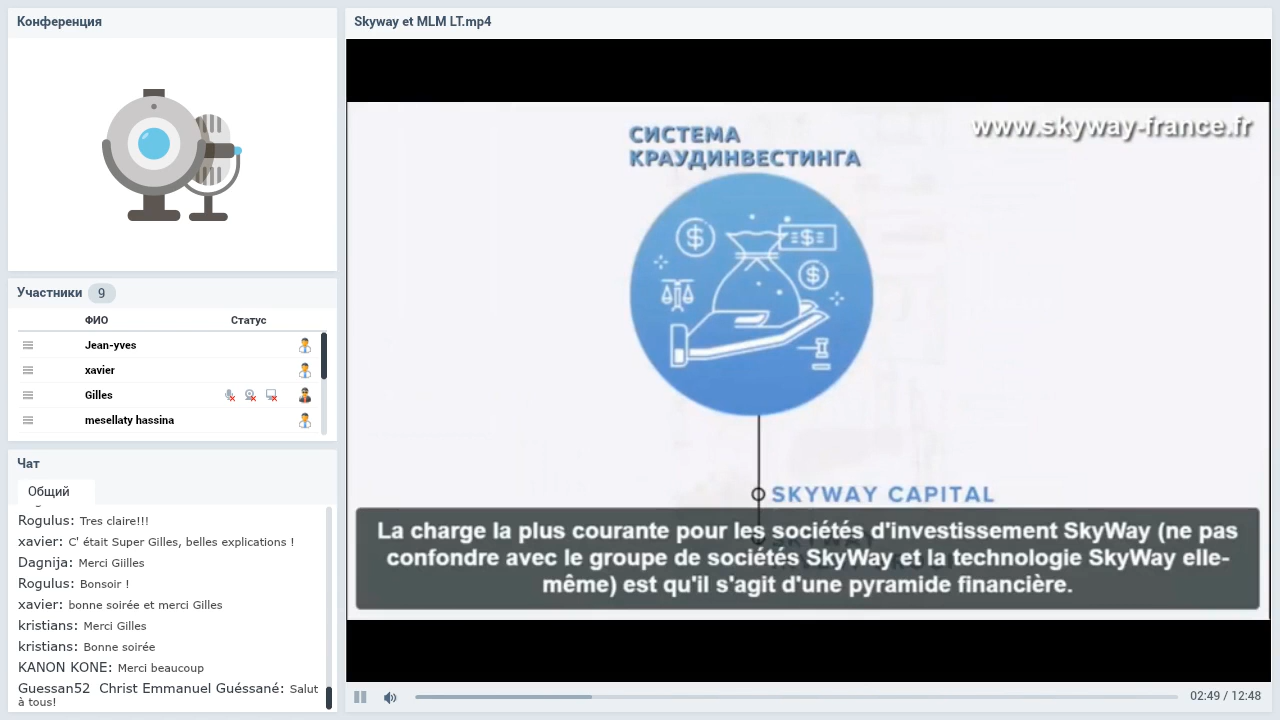 Конференция
Участники 9
ФИО Статус
Jean-yves
xavier
Gilles
mesellaty hassina
Чат
Общий
Rogulus: Tres claire!!!
xavier: C' était Super Gilles, belles explications !
Dagnija: Merci Giilles
Rogulus: Bonsoir !
xavier: bonne soirée et merci Gilles
kristians: Merci Gilles
kristians: Bonne soirée
KANON KONE: Merci beaucoup
Guessan52 Christ Emmanuel Guéssané: Salut
à tous!
Skyway et MLM LT.mp4
www.skyway-france.fr
СИСТЕМА
КРАУДИНВЕСТИНГА
SKYWAY CAPITAL
La charge la plus courante pour les sociétés d'investissement SkyWay (ne pas
confondre avec le groupe de sociétés SkyWay et la technologie SkyWay elle-
même) est qu'il s'agit d'une pyramide financière.
02:49 / 12:48